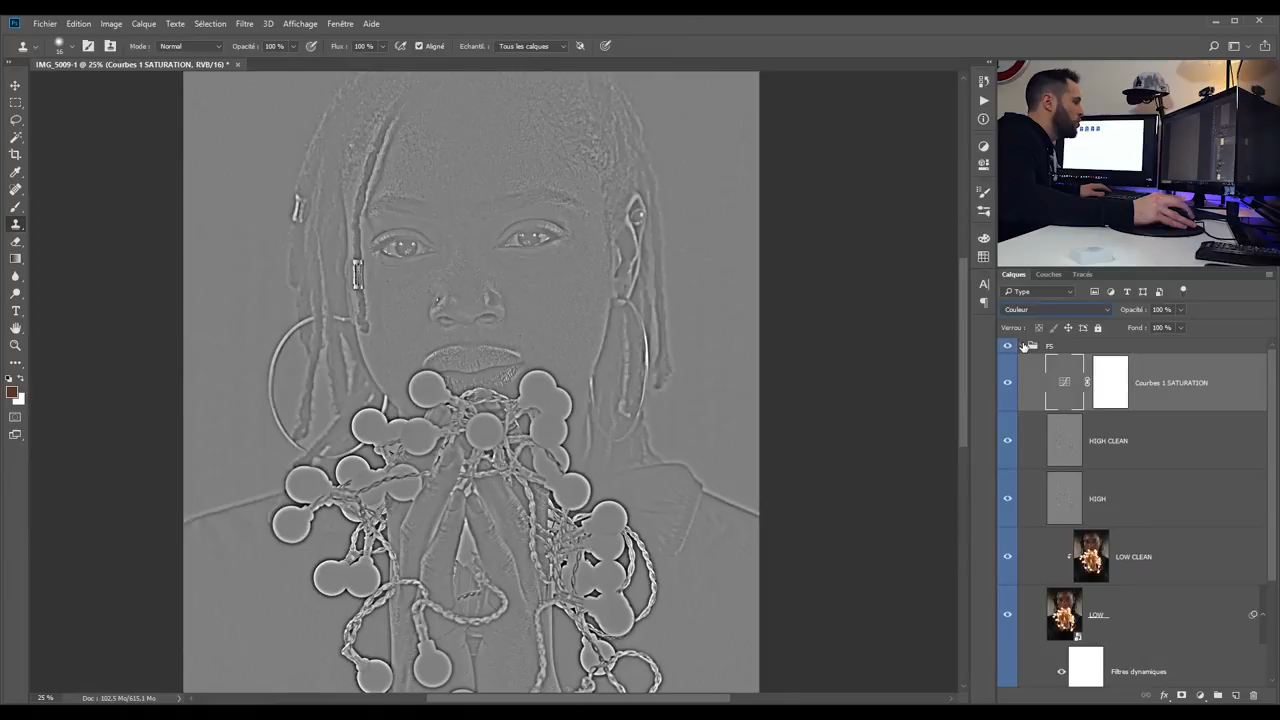 Ps Fichier Edition Image Calque Texte Sélection Filtre 3D Affichage Fenêtre Aide
16 Mode : Normal Opacité : 100 % Flux : 100 % Aligné Echantil. : Tous les calques
IMG_5009-1 @ 25% (Courbes 1 SATURATION, RVB/16) * ×
Calques Couches Tracés
Type
Couleur Opacité : 100 %
Verrou : Fond : 100 %
FS
Courbes 1 SATURATION
HIGH CLEAN
HIGH
LOW CLEAN
LOW
Filtres dynamiques
25 % Doc : 102,5 Mo/615,1 Mo